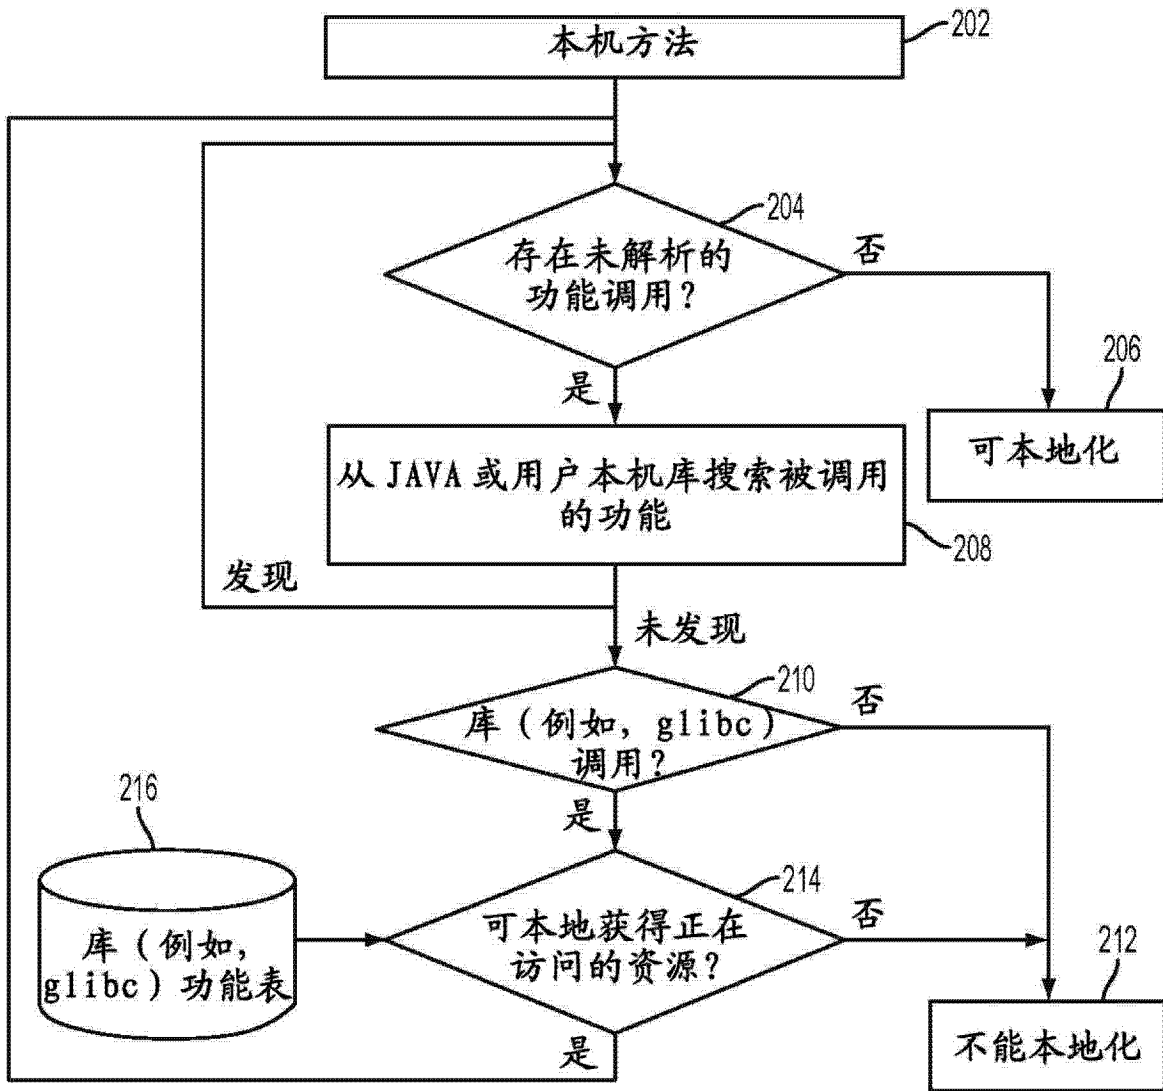 本机方法
202
204
存在未解析的
功能调用？
否
206
是
可本地化
从 JAVA 或用户本机库搜索被调用
的功能
208
发现
未发现
210
否
库（例如，glibc）
调用？
216
是
214
可本地获得正在
访问的资源？
否
库（例如，
glibc）功能表
212
是
不能本地化